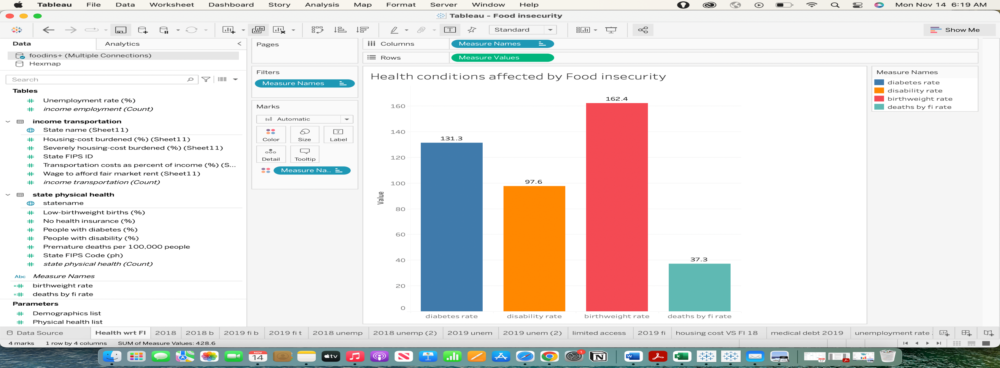 Tableau File Data Worksheet Dashboard Story Analysis Map Format Server Window Help Mon Nov 14 6:19 AM
Tableau - Food insecurity
Standard Show Me
Data Analytics
foodins+ (Multiple Connections)
Hexmap
Search
Tables
Unemployment rate (%)
income employment (Count)
income transportation
State name (Sheet11)
Housing-cost burdened (%) (Sheet11)
Severely housing-cost burdened (%) (Sheet11)
State FIPS ID
Transportation costs as percent of income (%) (S...
Wage to afford fair market rent (Sheet11)
income transportation (Count)
state physical health
statename
Low-birthweight births (%)
No health insurance (%)
People with diabetes (%)
People with disability (%)
Premature deaths per 100,000 people
State FIPS Code (ph)
state physical health (Count)
Abc Measure Names
birthweight rate
deaths by fi rate
Parameters
Demographics list
Physical health list
Pages
Filters
Measure Names
Marks
Automatic
Color Size Label
Detail Tooltip
Measure Na..
Columns Measure Names
Rows Measure Values
Health conditions affected by Food insecurity
Value
160
140
120
100
80
60
40
20
0
131.3
97.6
162.4
37.3
diabetes rate disability rate birthweight rate deaths by fi rate
Measure Names
diabetes rate
disability rate
birthweight rate
deaths by fi rate
Data Source Health wrt FI 2018 2018 b 2019 fi b 2019 fi t 2018 unemp 2018 unemp (2) 2019 unem 2019 unem (2) limited access 2019 fi housing cost VS FI 18 medical debt 2019 unemployment rate
4 marks 1 row by 4 columns SUM of Measure Values: 428.6
NOV
14
tv
1
N
W
X
17